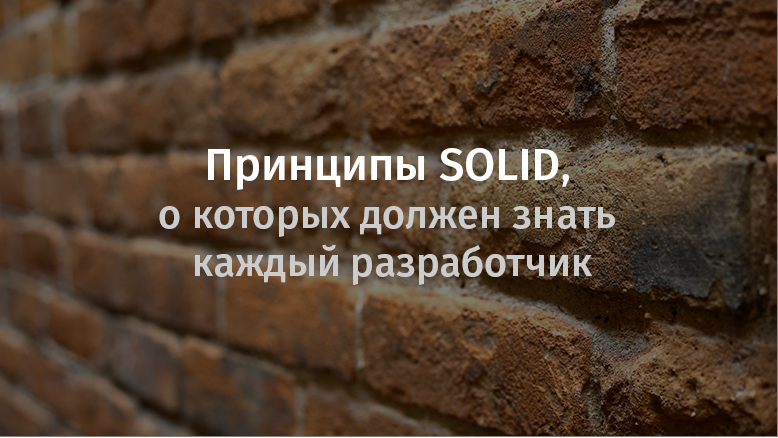 Принципы SOLID,
о которых должен знать
каждый разработчик